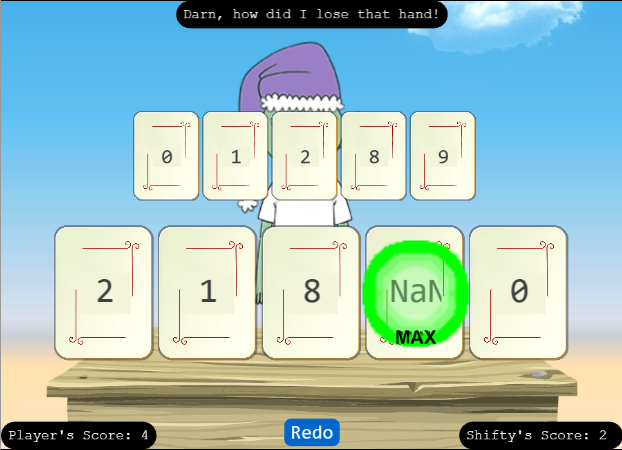 Darn, how did I lose that hand!
0 1 2 8 9
2 1 8 NaN 0
MAX
Player's Score: 4
Redo
Shifty's Score: 2